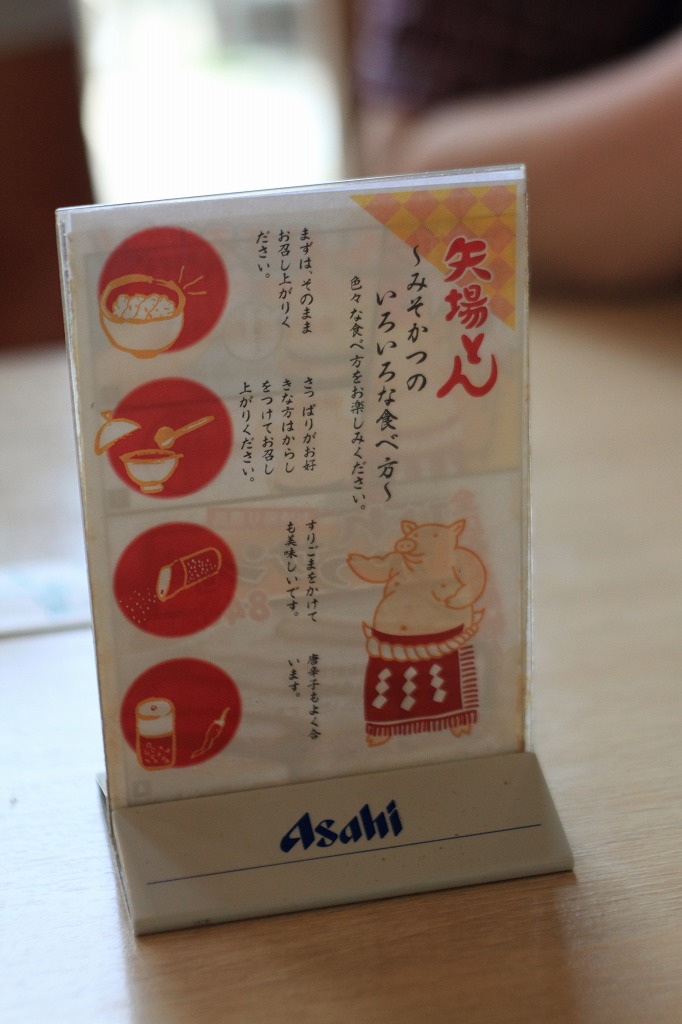 矢場とん
〜みそかつの
いろいろな食べ方〜
色々な食べ方をお楽しみください。
まずは、そのまま
お召し上がりく
ださい。
さっぱりがお好
きな方はからし
をつけてお召し
上がりください。
すりごまをかけて
も美味しいです。
唐辛子もよく合
います。
Asahi